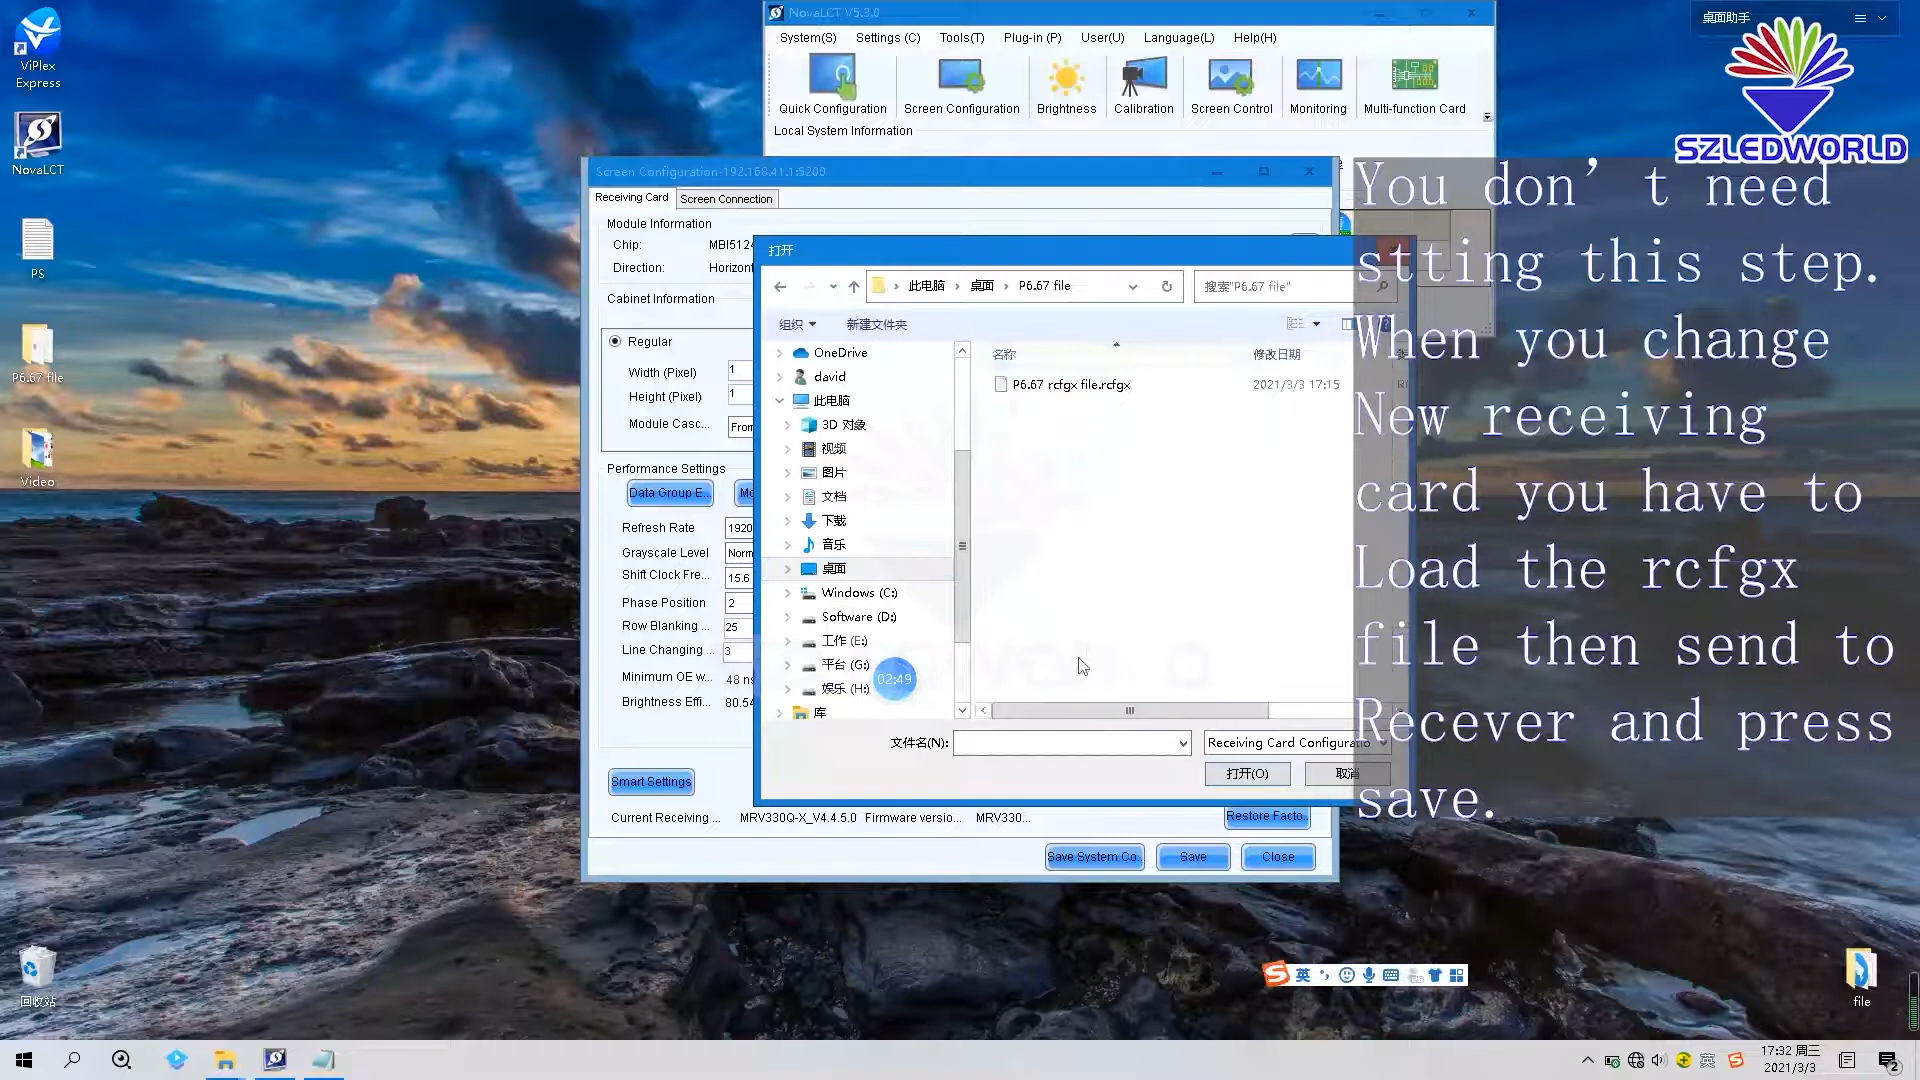 ViPlex
Express
NovaLCT
PS
P6.67 file
Video
回收站
file
桌面助手
SZLEDWORLD
NovaLCT V5.3.0
System(S) Settings (C) Tools(T) Plug-in (P) User(U) Language(L) Help(H)
Quick Configuration Screen Configuration Brightness Calibration Screen Control Monitoring Multi-function Card
Local System Information
Screen Configuration-192.168.41.1:5200
Receiving Card Screen Connection
Module Information
Chip: MBI5124
Direction: Horizont
Cabinet Information
Regular
Width (Pixel) 1
Height (Pixel) 1
Module Casc... From
Performance Settings
Data Group E... Mo
Refresh Rate 1920
Grayscale Level Norm
Shift Clock Fre... 15.6
Phase Position 2
Row Blanking ... 25
Line Changing ... 3
Minimum OE w... 48 ns
Brightness Effi... 80.54
Smart Settings
Current Receiving ... MRV330Q-X_V4.4.5.0 Firmware versio... MRV330...
Restore Facto..
Save System Co.. Save Close
打开
此电脑 桌面 P6.67 file
搜索"P6.67 file"
组织 新建文件夹
名称 修改日期
P6.67 rcfgx file.rcfgx 2021/3/3 17:15
OneDrive
david
此电脑
3D 对象
视频
图片
文档
下载
音乐
桌面
Windows (C:)
Software (D:)
工作 (E:)
平台 (G:)
娱乐 (H:)
库
02:49
文件名(N): Receiving Card Configuratio
打开(O) 取消
You don’t need
stting this step.
When you change
New receiving
card you have to
Load the rcfgx
file then send to
Recever and press
save.
英
英
17:32 周三
2021/3/3
2